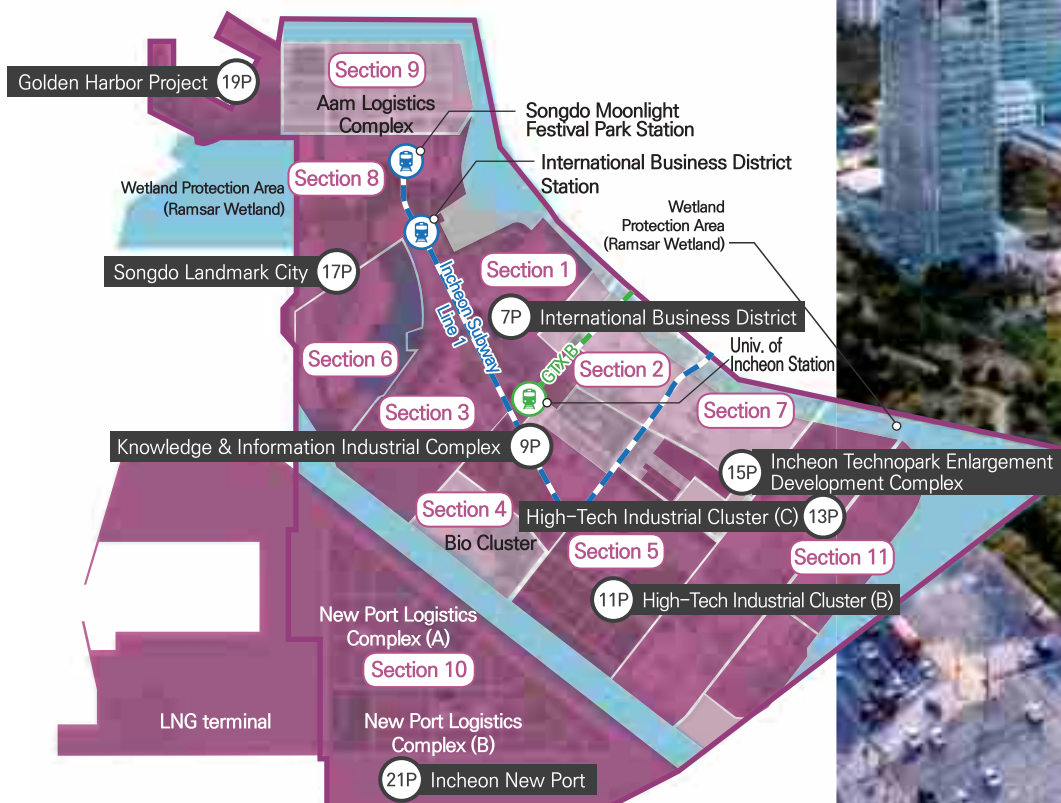 Section 9
Golden Harbor Project 19P
Aam Logistics
Complex
Songdo Moonlight
Festival Park Station
International Business District
Station
Section 8
Wetland Protection Area
(Ramsar Wetland)
Wetland
Protection Area
(Ramsar Wetland)
Songdo Landmark City 17P
Section 1
Incheon Subway
Line 1
7P International Business District
GTX B
Univ. of
Incheon Station
Section 6
Section 2
Section 3
Section 7
Knowledge & Information Industrial Complex 9P
15P Incheon Technopark Enlargement
Development Complex
Section 4
Bio Cluster
High-Tech Industrial Cluster (C) 13P
Section 5
Section 11
11P High-Tech Industrial Cluster (B)
New Port Logistics
Complex (A)
Section 10
LNG terminal
New Port Logistics
Complex (B)
21P Incheon New Port